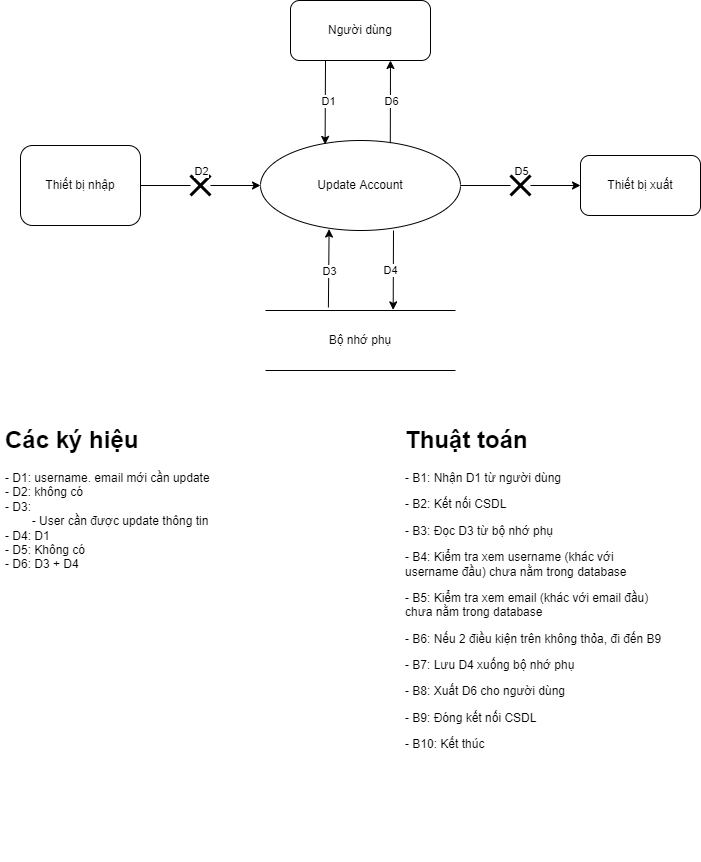 Người dùng
D1
D6
Thiết bị nhập
D2
Update Account
D5
Thiết bị xuất
D3
D4
Bộ nhớ phụ
Các ký hiệu
- D1: username. email mới cần update
- D2: không có
- D3:
- User cần được update thông tin
- D4: D1
- D5: Không có
- D6: D3 + D4
Thuật toán
- B1: Nhận D1 từ người dùng
- B2: Kết nối CSDL
- B3: Đọc D3 từ bộ nhớ phụ
- B4: Kiểm tra xem username (khác với
username đầu) chưa nằm trong database
- B5: Kiểm tra xem email (khác với email đầu)
chưa nằm trong database
- B6: Nếu 2 điều kiện trên không thỏa, đi đến B9
- B7: Lưu D4 xuống bộ nhớ phụ
- B8: Xuất D6 cho người dùng
- B9: Đóng kết nối CSDL
- B10: Kết thúc